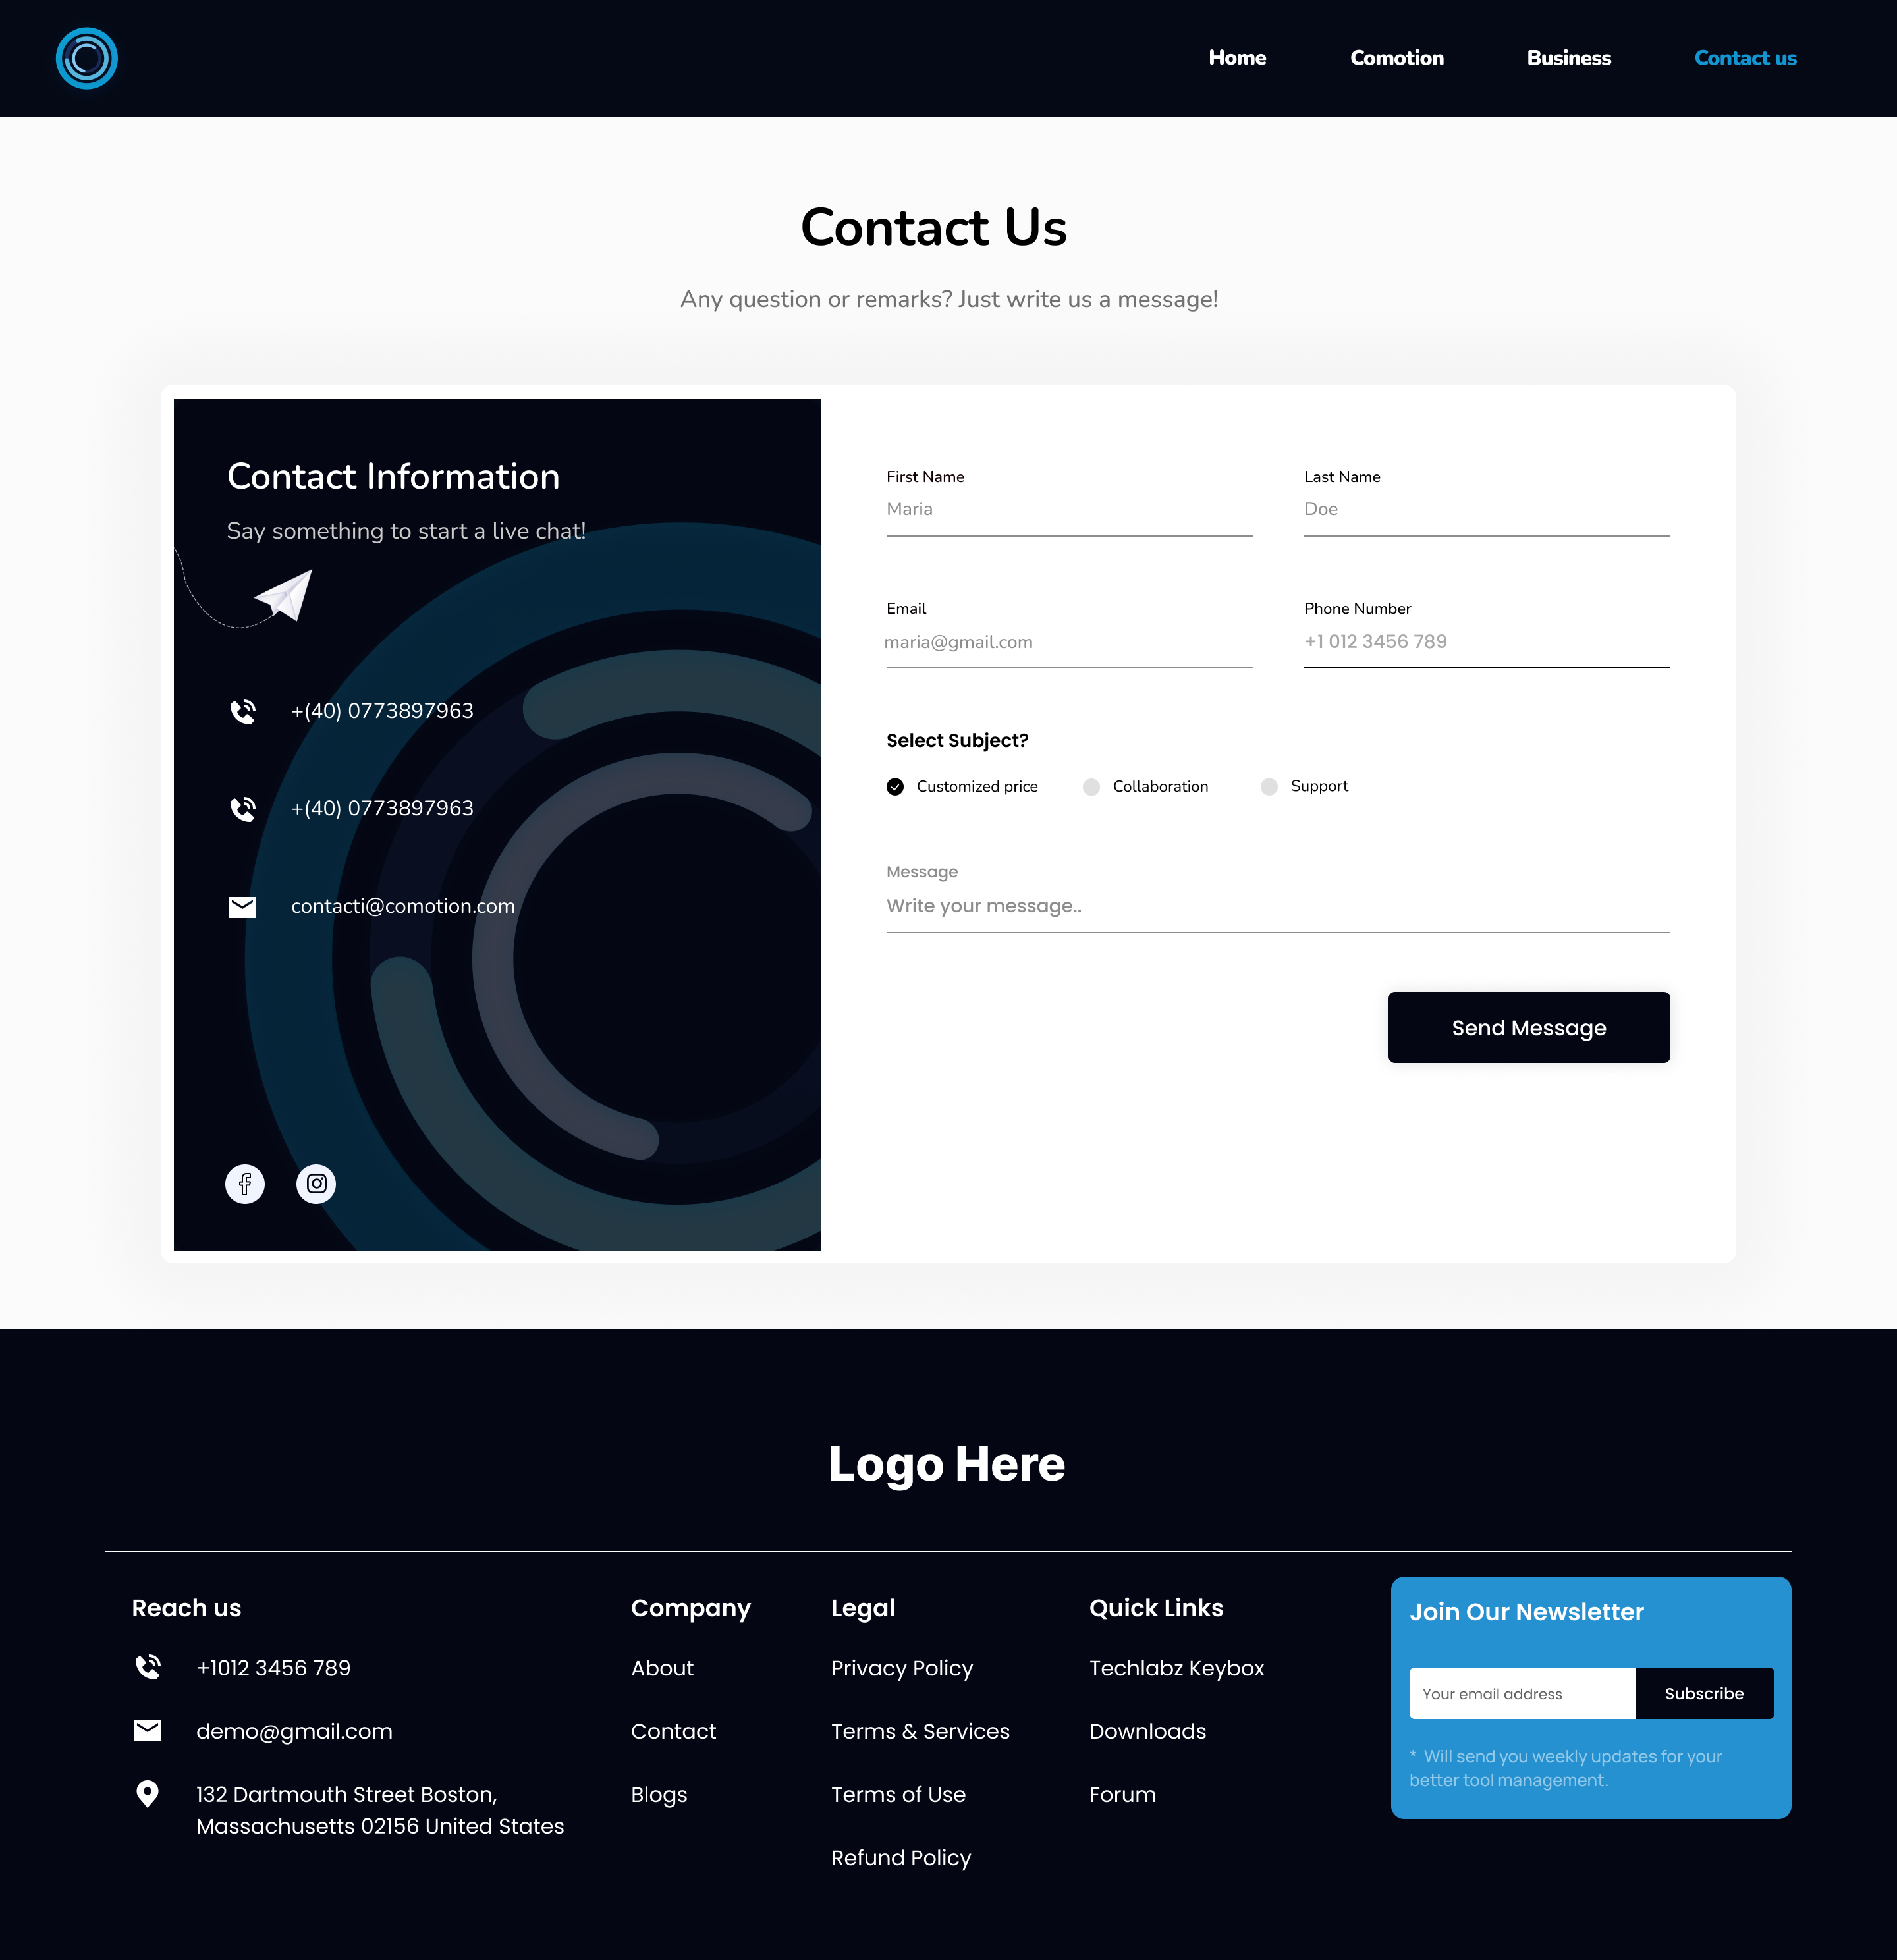 Home
Comotion
Business
Contact us
Contact Us
Any question or remarks? Just write us a message!
Contact Information
Say something to start a live chat!
+(40) 0773897963
+(40) 0773897963
contacti@comotion.com
First Name
Last Name
Maria
Doe
Email
Phone Number
maria@gmail.com
+1 012 3456 789
Select Subject?
Customized price
Collaboration
Support
Message
Write your message..
Send Message
Logo Here
Reach us
+1012 3456 789
demo@gmail.com
132 Dartmouth Street Boston,
Massachusetts 02156 United States
Company
About
Contact
Blogs
Legal
Privacy Policy
Terms & Services
Terms of Use
Refund Policy
Quick Links
Techlabz Keybox
Downloads
Forum
Join Our Newsletter
Your email address
Subscribe
* Will send you weekly updates for your
better tool management.